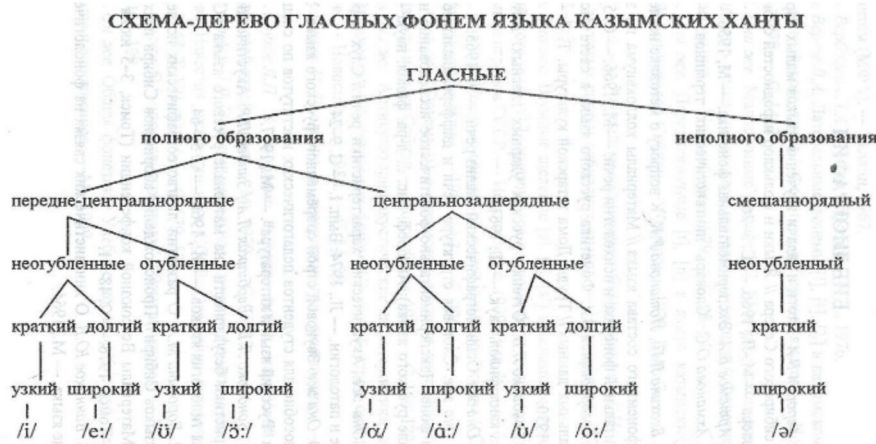 СХЕМА-ДЕРЕВО ГЛАСНЫХ ФОНЕМ ЯЗЫКА КАЗЫМСКИХ ХАНТЫ
ГЛАСНЫЕ
полного образования неполного образования
передне-центральнорядные центральнозаднерядные смешаннорядный
неогубленные огубленные неогубленные огубленные неогубленный
краткий долгий краткий долгий краткий долгий краткий долгий краткий
узкий широкий узкий широкий узкий широкий узкий широкий широкий
/i/ /e:/ /ʊ̈/ /ɔ̈:/ /ɑ̇/ /ɑ:/ /ʊ/ /ȯ:/ /ə/